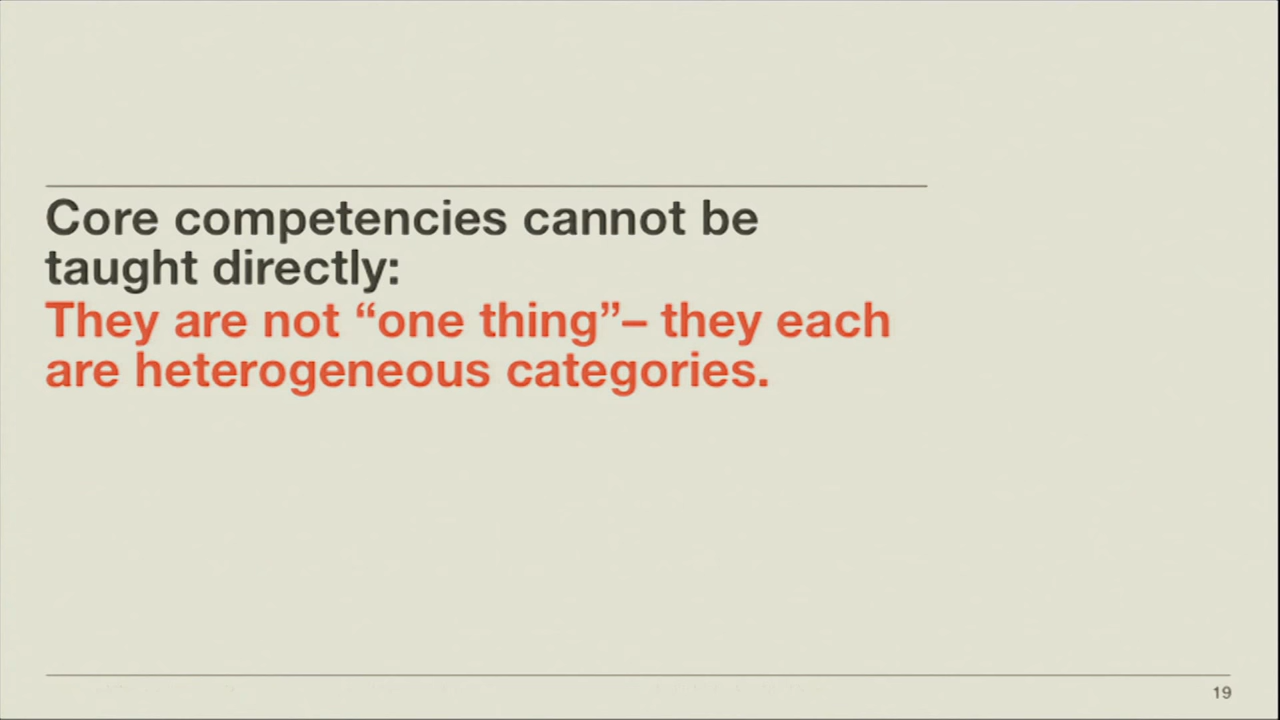 Core competencies cannot be
taught directly:
They are not “one thing”– they each
are heterogeneous categories.
19